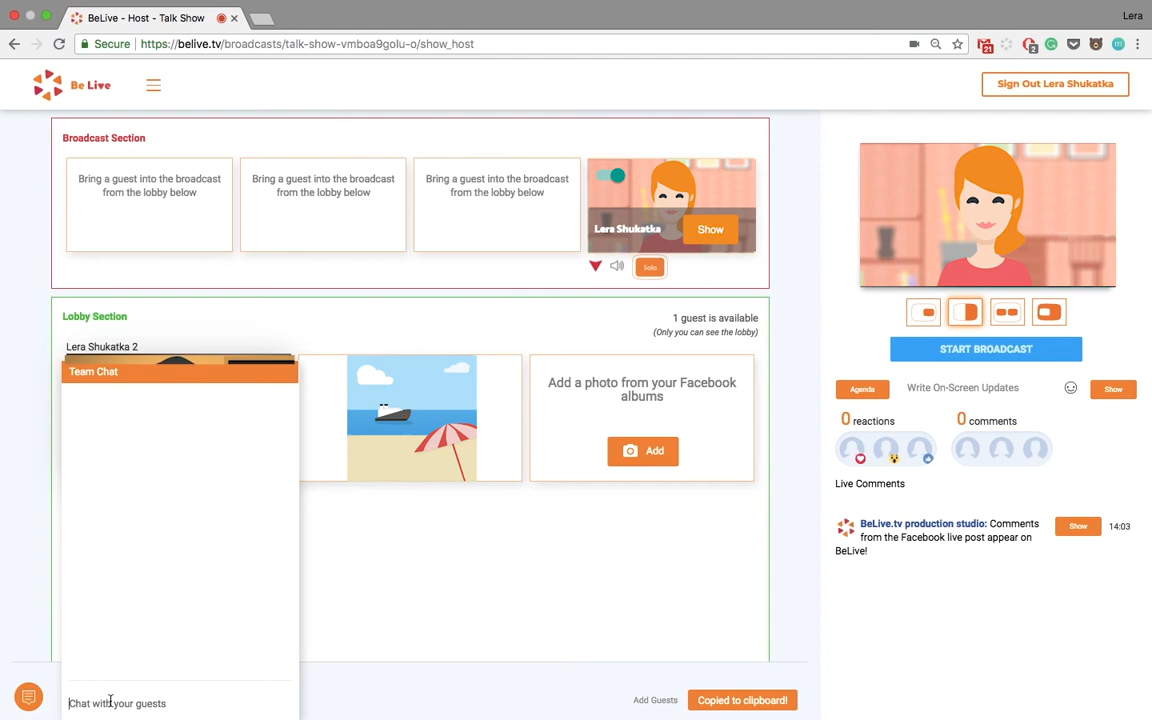 BeLive - Host - Talk Show
Lera
Secure https://belive.tv/broadcasts/talk-show-vmboa9golu-o/show_host
21
2
m
Be Live
Sign Out Lera Shukatka
Broadcast Section
Bring a guest into the broadcast
from the lobby below
Bring a guest into the broadcast
from the lobby below
Bring a guest into the broadcast
from the lobby below
Lera Shukatka
Show
Solo
Lobby Section
1 guest is available
(Only you can see the lobby)
Lera Shukatka 2
Team Chat
Add a photo from your Facebook
albums
Add
Chat with your guests
Add Guests
Copied to clipboard!
START BROADCAST
Agenda
Write On-Screen Updates
Show
0 reactions
0 comments
Live Comments
BeLive.tv production studio: Comments
from the Facebook live post appear on
BeLive!
Show
14:03